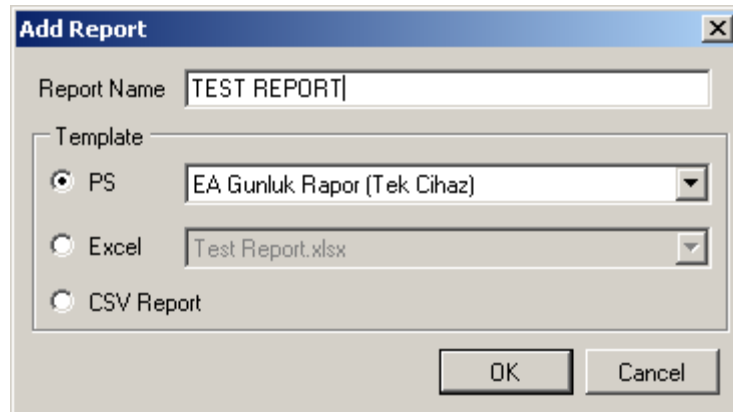 Add Report
Report Name TEST REPORT
Template
PS EA Gunluk Rapor (Tek Cihaz)
Excel Test Report.xlsx
CSV Report
OK Cancel